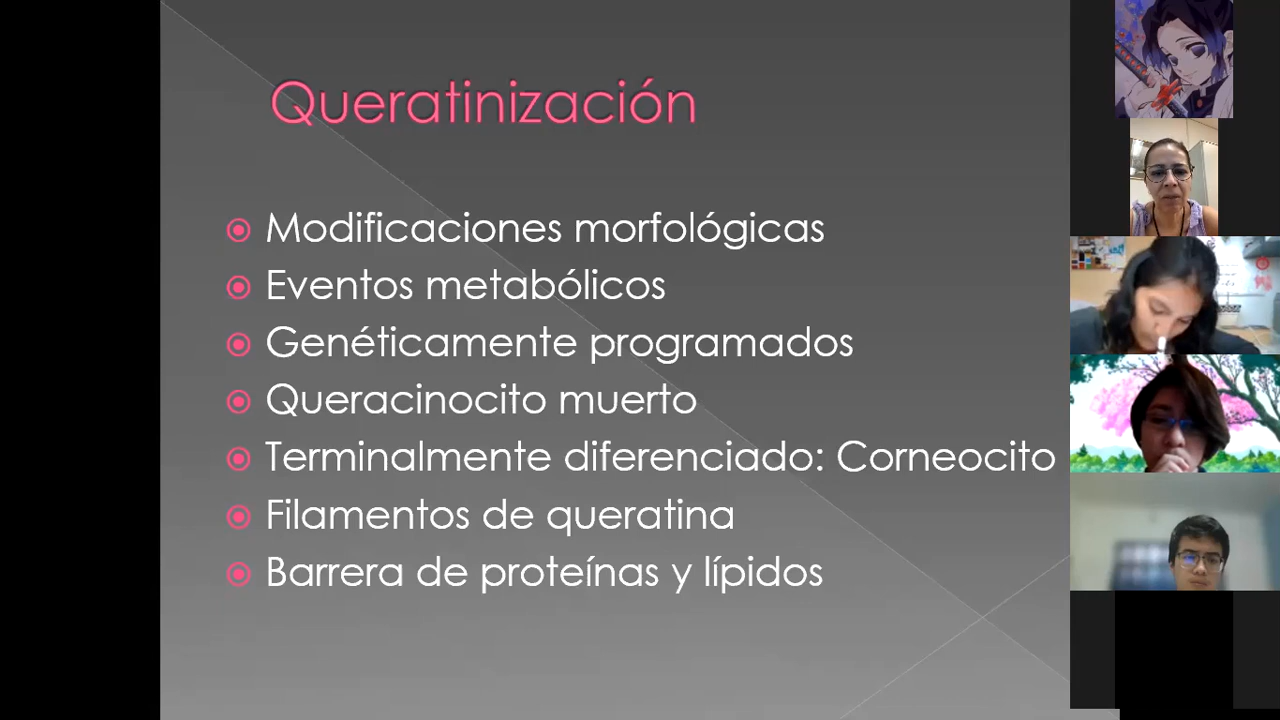 Queratinización
Modificaciones morfológicas
Eventos metabólicos
Genéticamente programados
Queracinocito muerto
Terminalmente diferenciado: Corneocito
Filamentos de queratina
Barrera de proteínas y lípidos